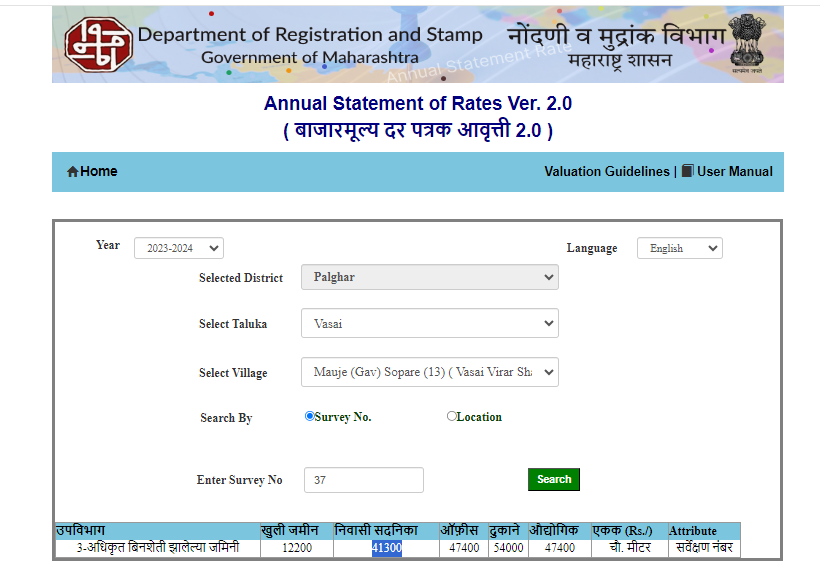 Department of Registration and Stamp
Government of Maharashtra
नोंदणी व मुद्रांक विभाग
महाराष्ट्र शासन
Annual Statement Rate
सत्यमेव जयते
Annual Statement of Rates Ver. 2.0
( बाजारमूल्य दर पत्रक आवृत्ती 2.0 )
Home Valuation Guidelines | User Manual
Year 2023-2024 Language English
Selected District Palghar
Select Taluka Vasai
Select Village Mauje (Gav) Sopare (13) ( Vasai Virar Sh
Search By Survey No. Location
Enter Survey No 37 Search
उपविभाग खुली जमीन निवासी सदनिका ऑफ़ीस दुकाने औद्योगिक एकक (Rs./) Attribute
3-अधिकृत बिनशेती झालेल्या जमिनी 12200 41300 47400 54000 47400 चौ. मीटर सर्वेक्षण नंबर